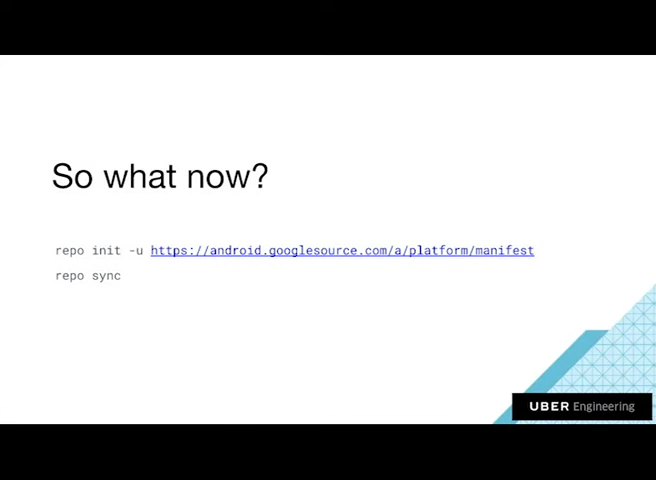 So what now?
repo init -u https://android.googlesource.com/a/platform/manifest
repo sync
UBER Engineering